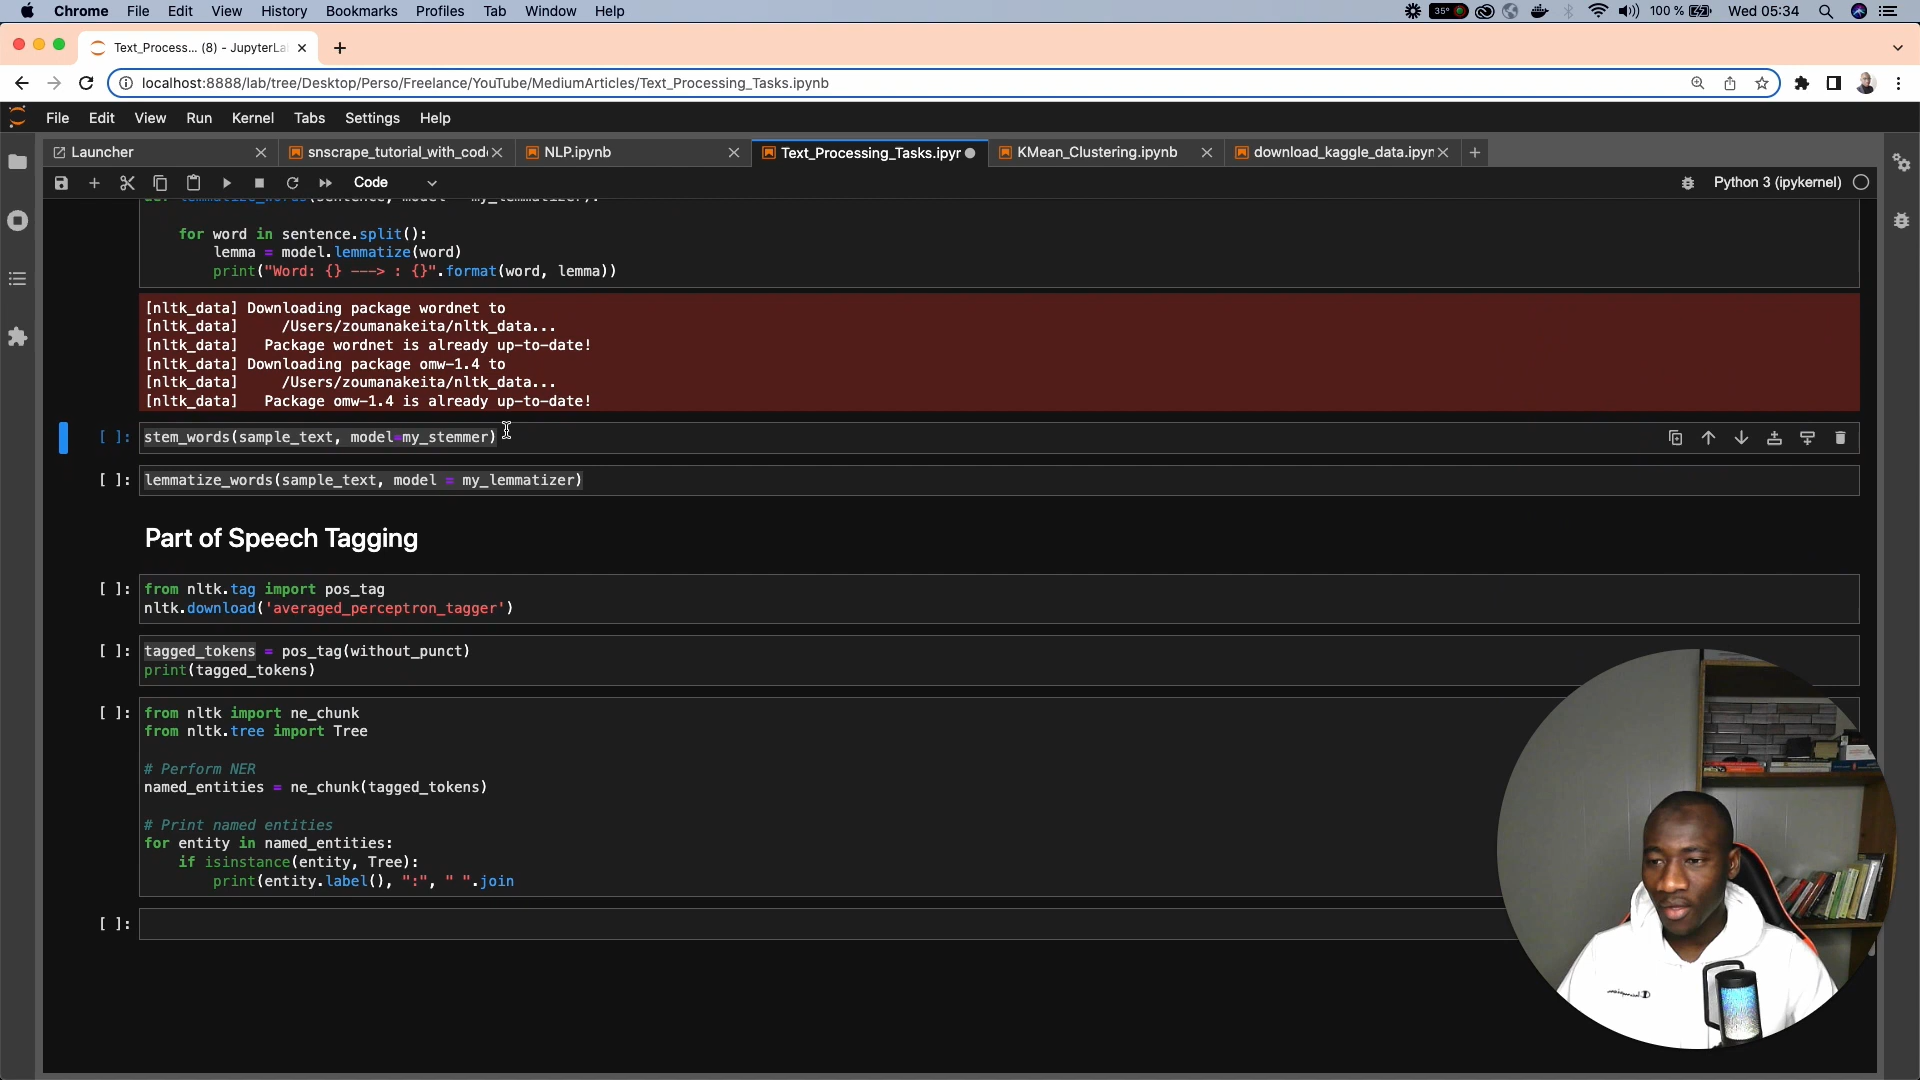 Chrome File Edit View History Bookmarks Profiles Tab Window Help 35° 100 % Wed 05:34
Text_Process... (8) - JupyterLa
localhost:8888/lab/tree/Desktop/Perso/Freelance/YouTube/MediumArticles/Text_Processing_Tasks.ipynb
File Edit View Run Kernel Tabs Settings Help
Launcher snscrape_tutorial_with_cod NLP.ipynb Text_Processing_Tasks.ipyr KMean_Clustering.ipynb download_kaggle_data.ipyr
Code Python 3 (ipykernel)
for word in sentence.split():
lemma = model.lemmatize(word)
print("Word: {} ---> : {}".format(word, lemma))
[nltk_data] Downloading package wordnet to
[nltk_data]     /Users/zoumanakeita/nltk_data...
[nltk_data]   Package wordnet is already up-to-date!
[nltk_data] Downloading package omw-1.4 to
[nltk_data]     /Users/zoumanakeita/nltk_data...
[nltk_data]   Package omw-1.4 is already up-to-date!
[ ]: stem_words(sample_text, model=my_stemmer)
[ ]: lemmatize_words(sample_text, model = my_lemmatizer)
Part of Speech Tagging
[ ]: from nltk.tag import pos_tag
nltk.download('averaged_perceptron_tagger')
[ ]: tagged_tokens = pos_tag(without_punct)
print(tagged_tokens)
[ ]: from nltk import ne_chunk
from nltk.tree import Tree
# Perform NER
named_entities = ne_chunk(tagged_tokens)
# Print named entities
for entity in named_entities:
if isinstance(entity, Tree):
print(entity.label(), ":", " ".join
[ ]: